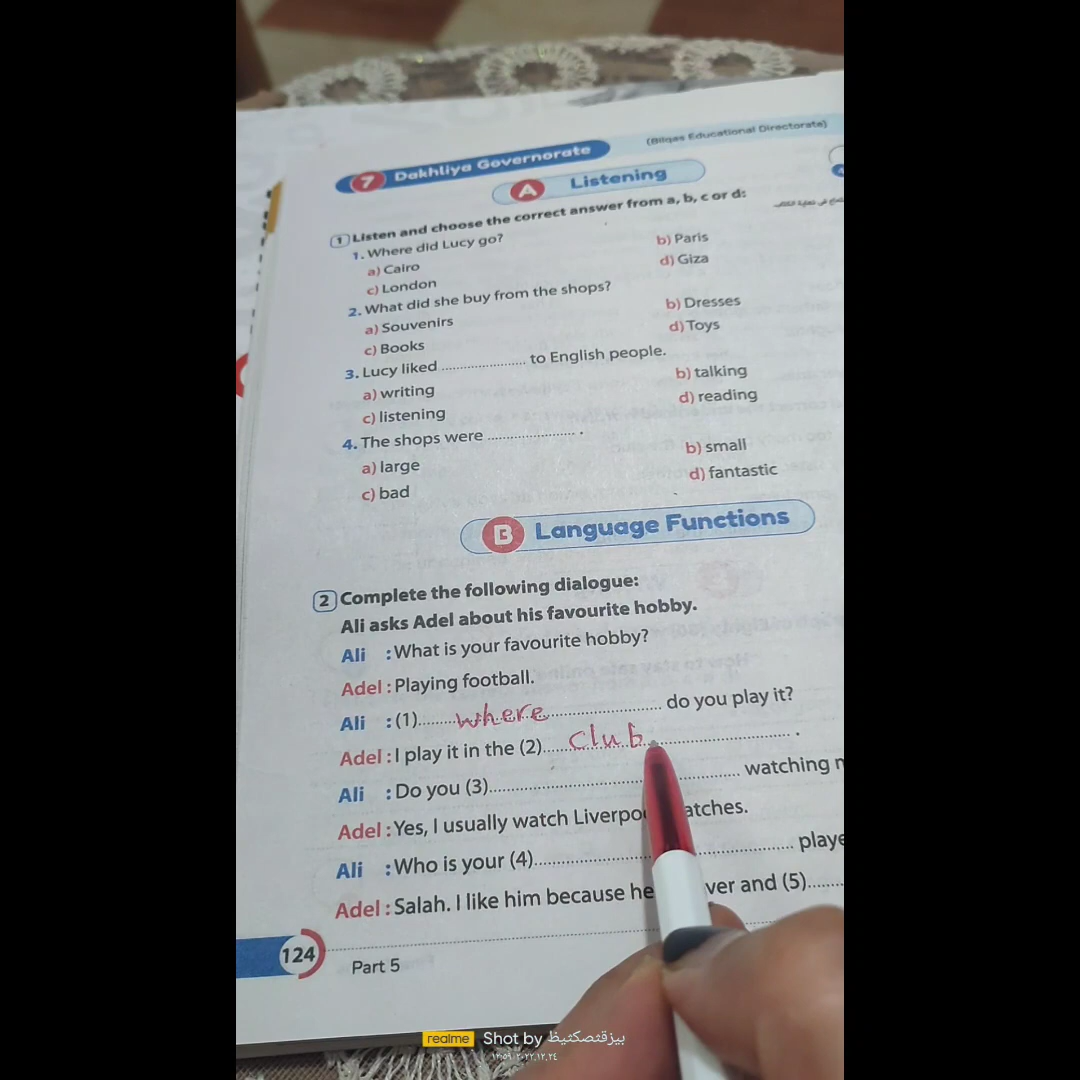 7 Dakhliya Governorate
(Bilqas Educational Directorate)
A Listening
1 Listen and choose the correct answer from a, b, c or d:
1. Where did Lucy go?
a) Cairo
b) Paris
c) London
d) Giza
2. What did she buy from the shops?
a) Souvenirs
b) Dresses
c) Books
d) Toys
3. Lucy liked ........................ to English people.
a) writing
b) talking
c) listening
d) reading
4. The shops were ........................ .
a) large
b) small
c) bad
d) fantastic
B Language Functions
2 Complete the following dialogue:
Ali asks Adel about his favourite hobby.
Ali : What is your favourite hobby?
Adel : Playing football.
Ali : (1)........where........................ do you play it?
Adel : I play it in the (2)......club........................ .
Ali : Do you (3)................................................ watching
Adel : Yes, I usually watch
Ali : Who is your (4)................................................
Adel : Salah. I like him because he and (5)........
124
Part 5
realme Shot by بيزقثصكثيظ
٢٠٢٢.١٢.٢٤ ١٢:٥٩